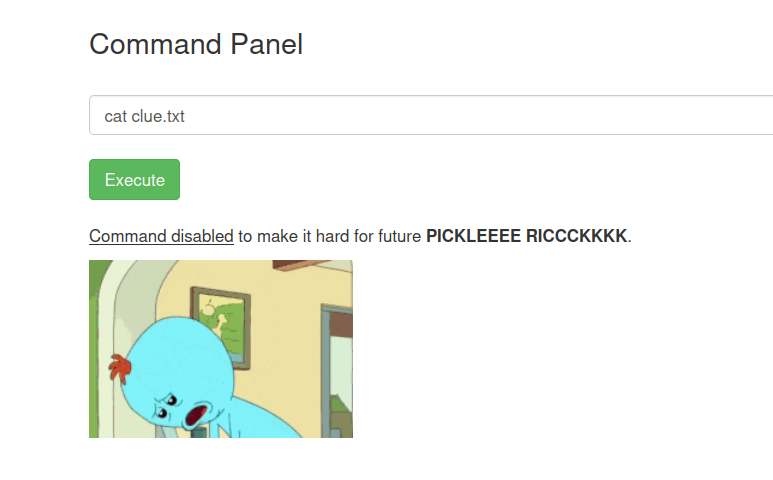 Command Panel
cat clue.txt
Execute
Command disabled to make it hard for future PICKLEEEE RICCCKKKK.